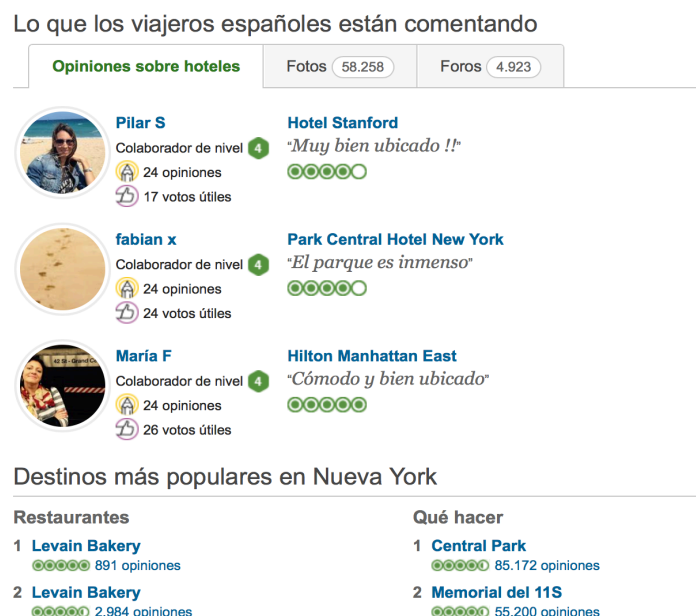 Lo que los viajeros españoles están comentando
Opiniones sobre hoteles
Fotos 58.258
Foros 4.923
Pilar S
Colaborador de nivel 4
24 opiniones
17 votos útiles
Hotel Stanford
"Muy bien ubicado !!"
fabian x
Colaborador de nivel 4
24 opiniones
24 votos útiles
Park Central Hotel New York
"El parque es inmenso"
42 St - Grand Ce
María F
Colaborador de nivel 4
24 opiniones
26 votos útiles
Hilton Manhattan East
"Cómodo y bien ubicado"
Destinos más populares en Nueva York
Restaurantes
1 Levain Bakery
891 opiniones
2 Levain Bakery
2.984 opiniones
Qué hacer
1 Central Park
85.172 opiniones
2 Memorial del 11S
55.200 opiniones